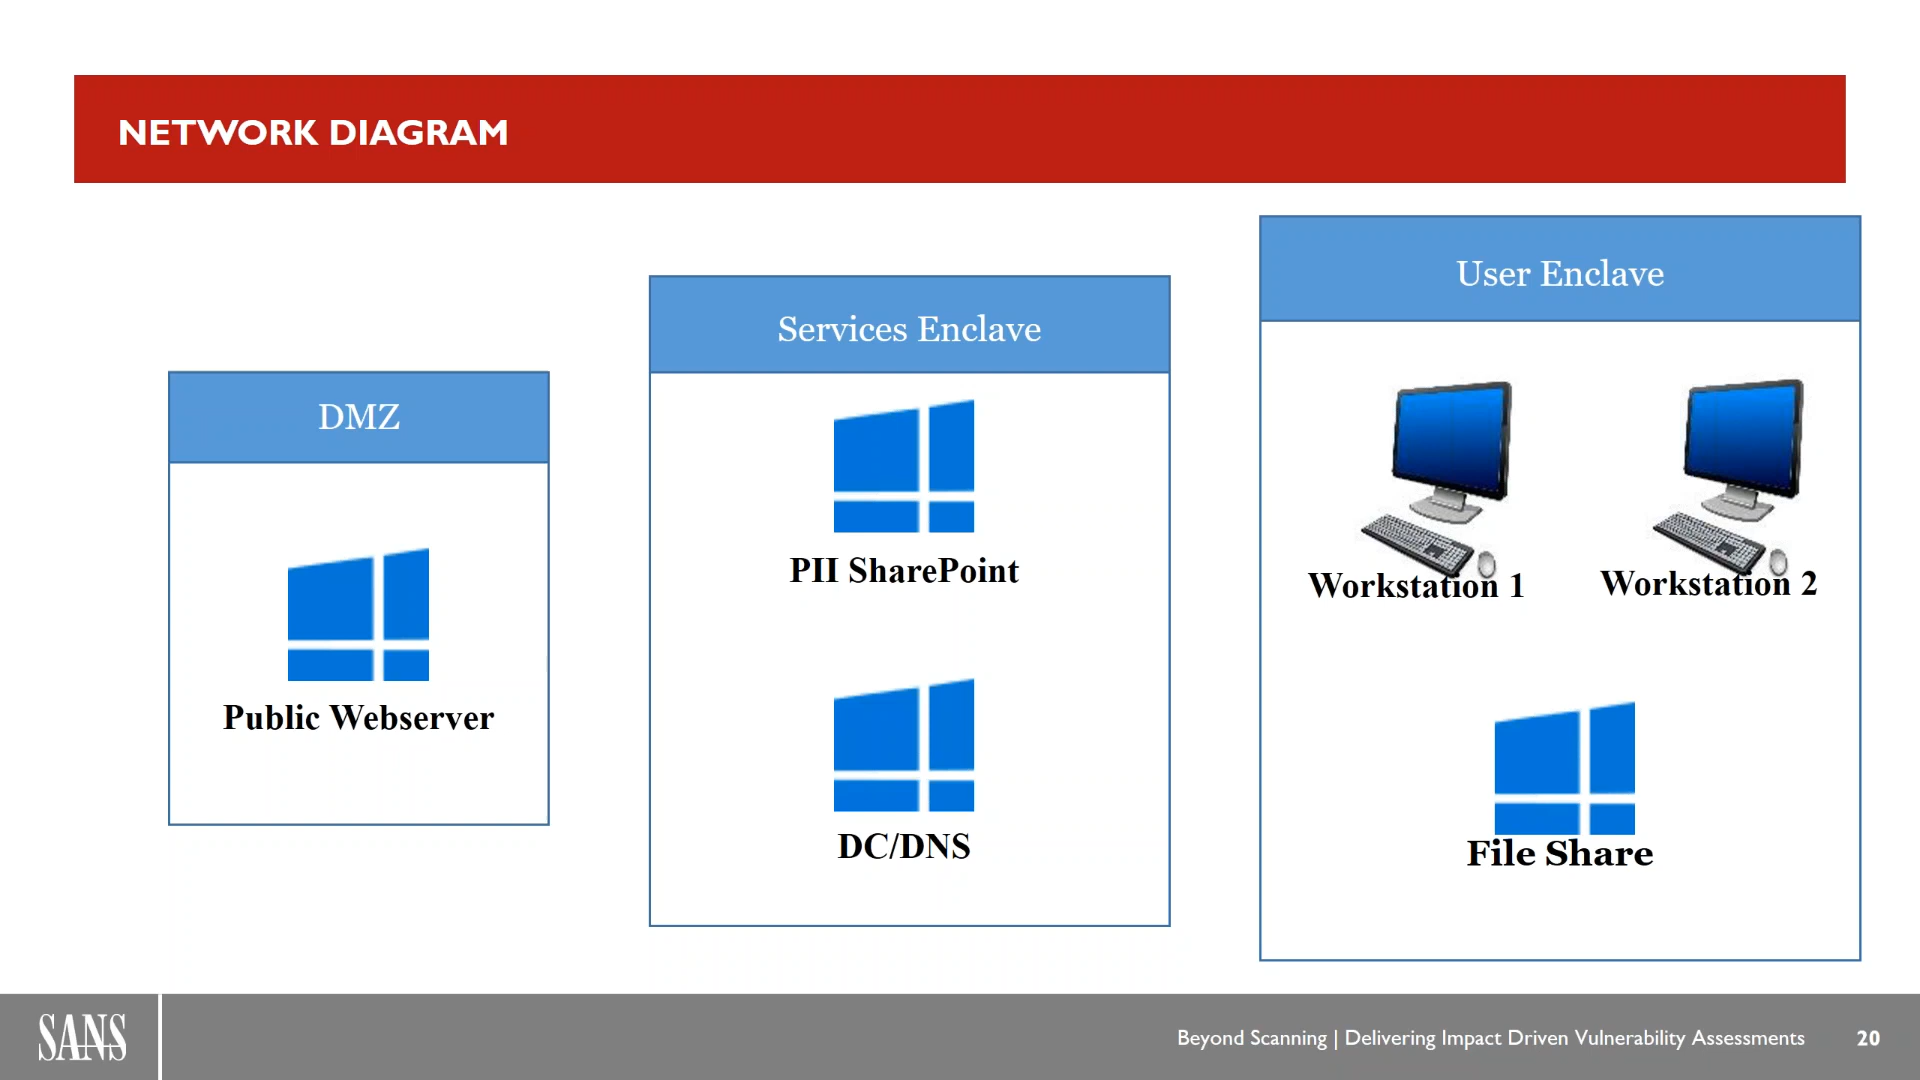 NETWORK DIAGRAM
DMZ
Public Webserver
Services Enclave
PII SharePoint
DC/DNS
User Enclave
Workstation 1
Workstation 2
File Share
SANS
Beyond Scanning | Delivering Impact Driven Vulnerability Assessments
20